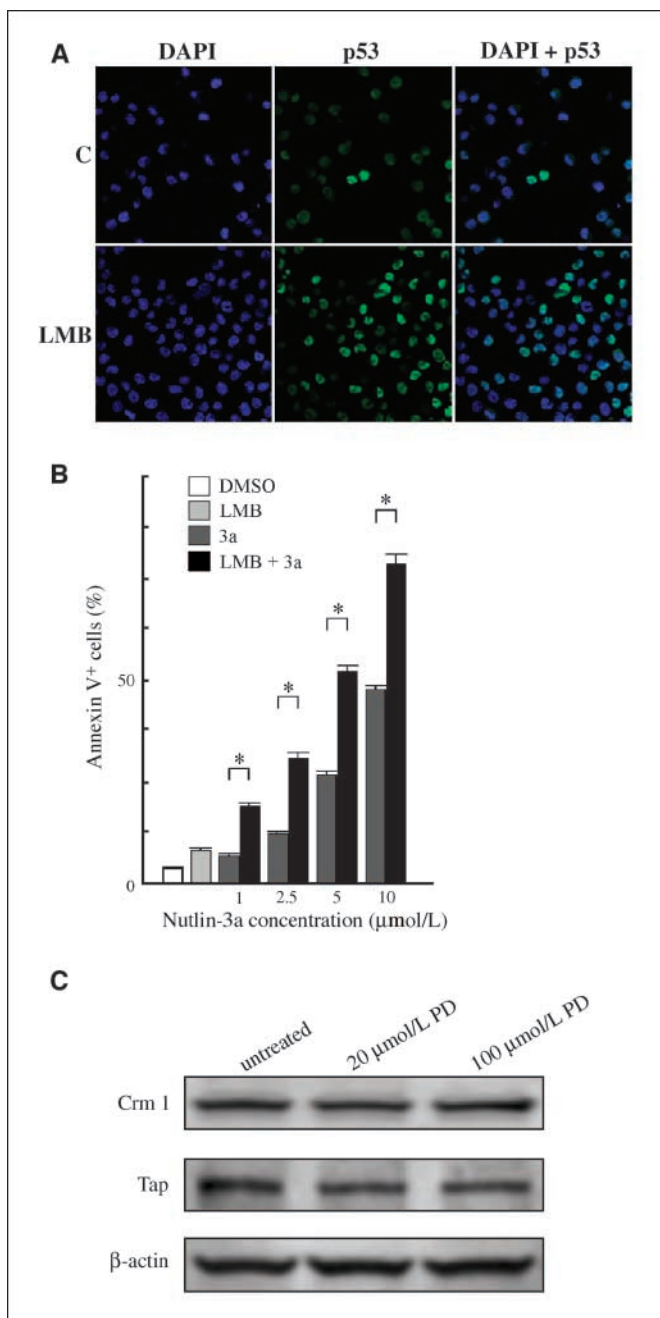 A
DAPI p53 DAPI + p53
C
LMB
B
DMSO
LMB
3a
LMB + 3a
*
*
*
*
Annexin V⁺ cells (%)
50
0
1 2.5 5 10
Nutlin-3a concentration (μmol/L)
C
untreated 20 μmol/L PD 100 μmol/L PD
Crm 1
Tap
β-actin